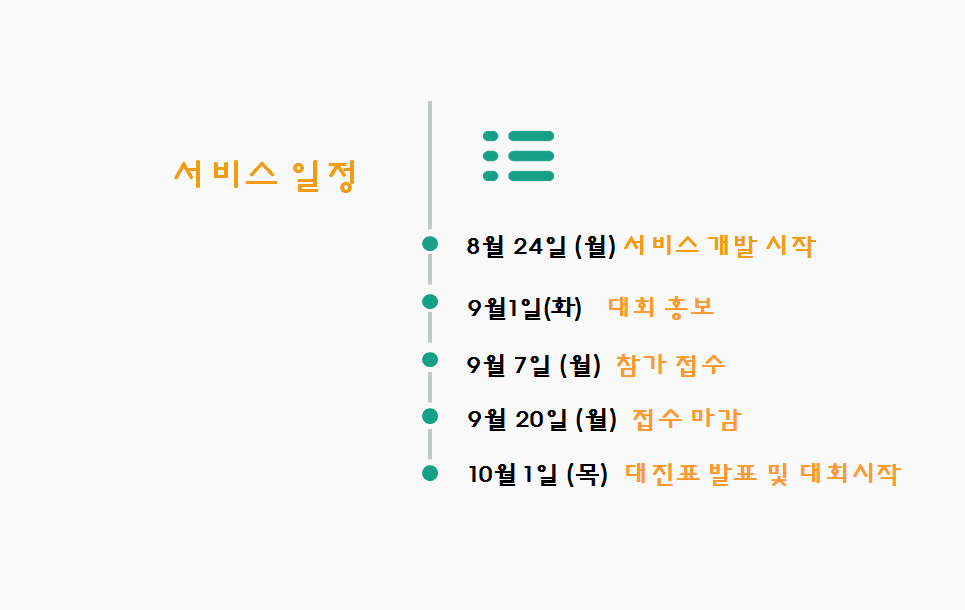 서비스 일정
8월 24일 (월) 서비스 개발 시작
9월1일(화) 대회 홍보
9월 7일 (월) 참가 접수
9월 20일 (월) 접수 마감
10월 1일 (목) 대진표 발표 및 대회시작